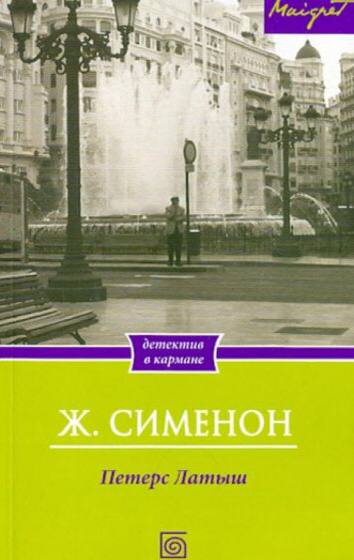 Maigret
детектив
в кармане
Ж. СИМЕНОН
Петерс Латыш